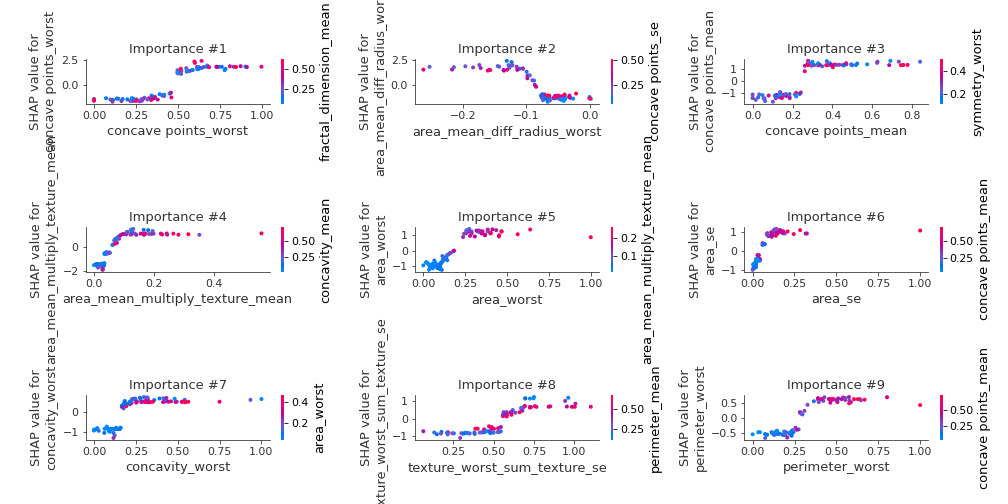 Importance #1
SHAP value for
concave points_worst
2.5
0.0
0.00 0.25 0.50 0.75 1.00
concave points_worst
0.50
0.25
fractal_dimension_mean
Importance #2
SHAP value for
area_mean_diff_radius_wor
2.5
0.0
−0.2 −0.1 0.0
area_mean_diff_radius_worst
0.50
0.25
concave points_se
Importance #3
SHAP value for
concave points_mean
1
0
−1
0.0 0.2 0.4 0.6 0.8
concave points_mean
0.4
0.2
symmetry_worst
Importance #4
SHAP value for
area_mean_multiply_texture_mean
0
−2
0.0 0.2 0.4
area_mean_multiply_texture_mean
0.50
0.25
concavity_mean
Importance #5
SHAP value for
area_worst
1
0
−1
0.00 0.25 0.50 0.75 1.00
area_worst
0.2
0.1
area_mean_multiply_texture_mean
Importance #6
SHAP value for
area_se
1
0
−1
0.00 0.25 0.50 0.75 1.00
area_se
0.50
0.25
concave points_mean
Importance #7
SHAP value for
concavity_worst
0
−1
0.00 0.25 0.50 0.75 1.00
concavity_worst
0.4
0.2
area_worst
Importance #8
SHAP value for
xture_worst_sum_texture_se
1
0
−1
0.25 0.50 0.75 1.00
texture_worst_sum_texture_se
0.50
0.25
perimeter_mean
Importance #9
SHAP value for
perimeter_worst
0.5
0.0
−0.5
0.00 0.25 0.50 0.75 1.00
perimeter_worst
0.50
0.25
concave points_mean